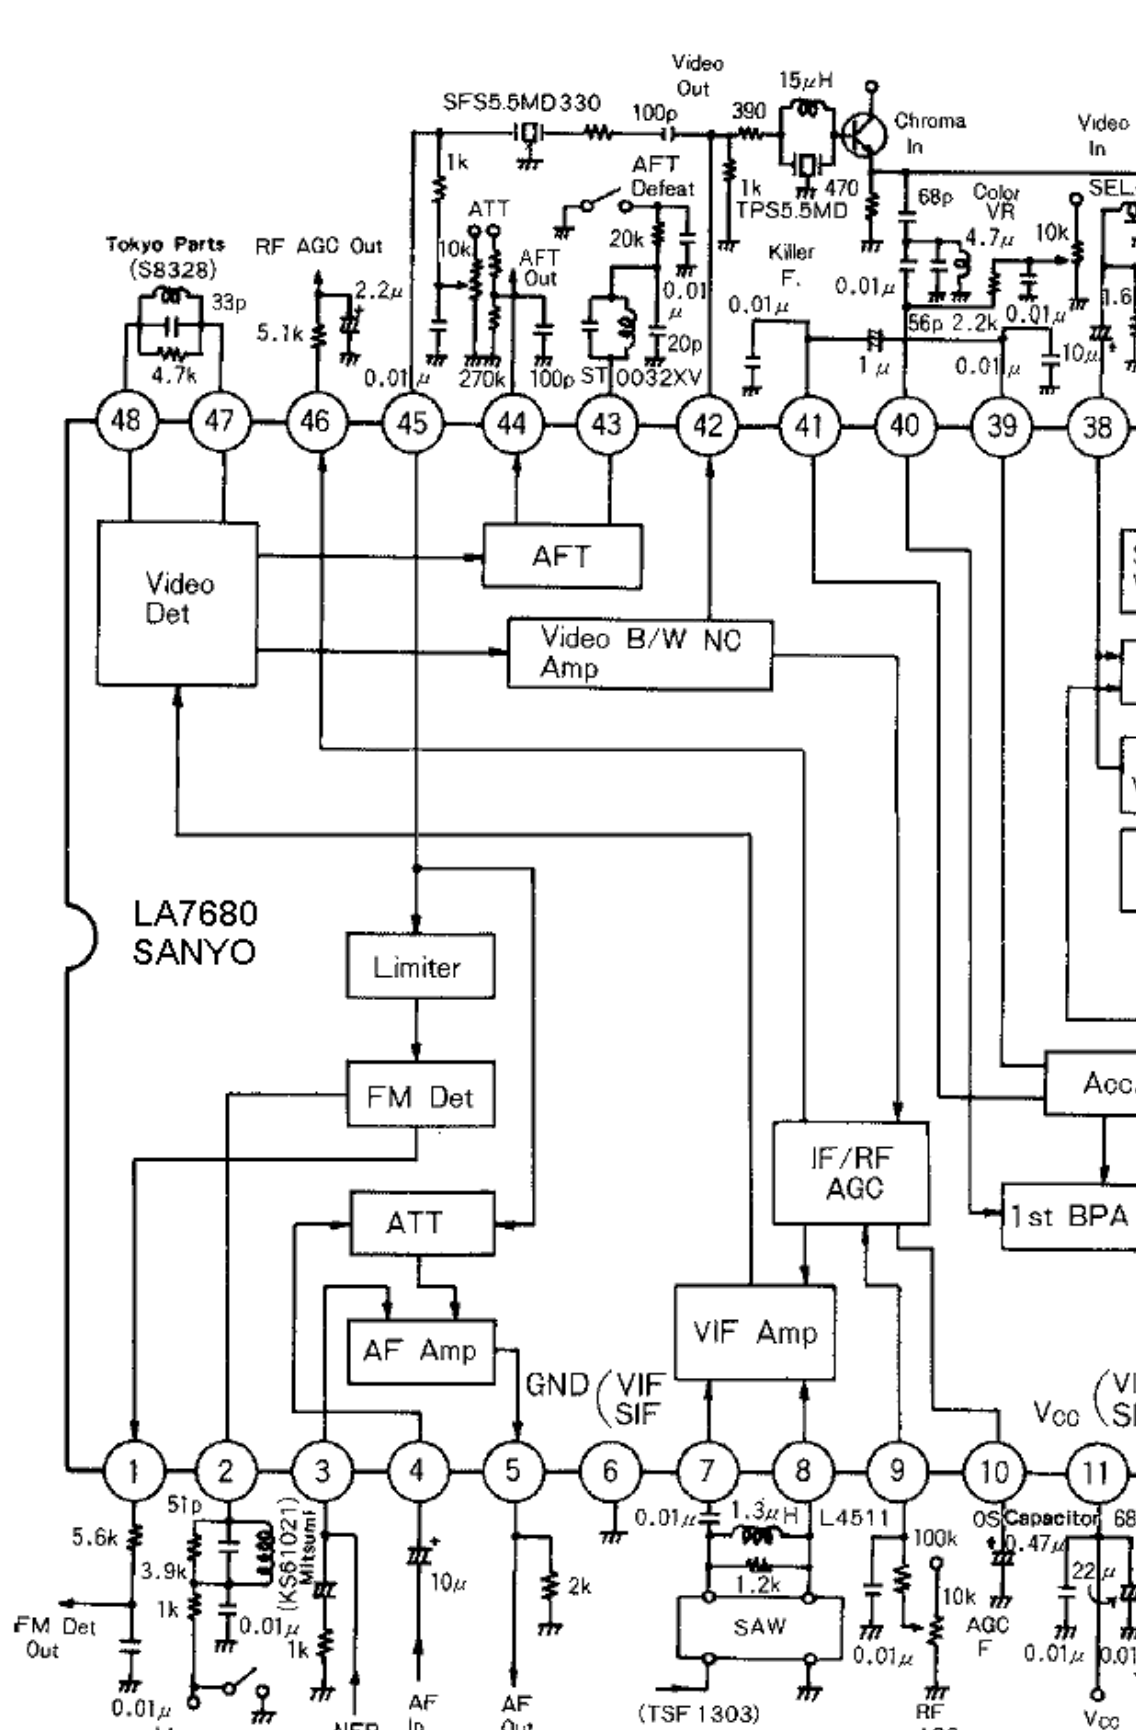 Video
Out
15μH
SFS5.5MD330
100p
390
Chroma
In
Video
In
1k
AFT
Defeat
1k
470
TPS5.5MD
68p
Color
VR
SEL
ATT
Tokyo Parts
(S8328)
RF AGC Out
10k
AFT
Out
20k
Killer
F.
4.7μ
10k
33p
2.2μ
5.1k
0.01
μ
0.01μ
0.01μ
1.6
4.7k
0.01μ
270k
100p
ST 0032XV
20p
1μ
56p
2.2k
0.01μ
0.01μ
10μ
48
47
46
45
44
43
42
41
40
39
38
AFT
Video
Det
Video B/W NC
Amp
LA7680
SANYO
Limiter
FM Det
Acc.
IF/RF
AGC
ATT
1st BPA
VIF Amp
AF Amp
GND (VIF
SIF
Vcc (VI
SI
1
2
3
4
5
6
7
8
9
10
11
5.6k
51p
3.9k
1k
0.01μ
(KS61021)
Mitsumi
1k
10μ
2k
0.01μ
1.3μH
L4511
1.2k
SAW
(TSF1303)
100k
10k
0.01μ
OS Capacitor
0.47μ
AGC
F
68
22μ
0.01μ
0.01
FM Det
Out
0.01μ
NFB
AF
In
AF
Out
RF
Vcc